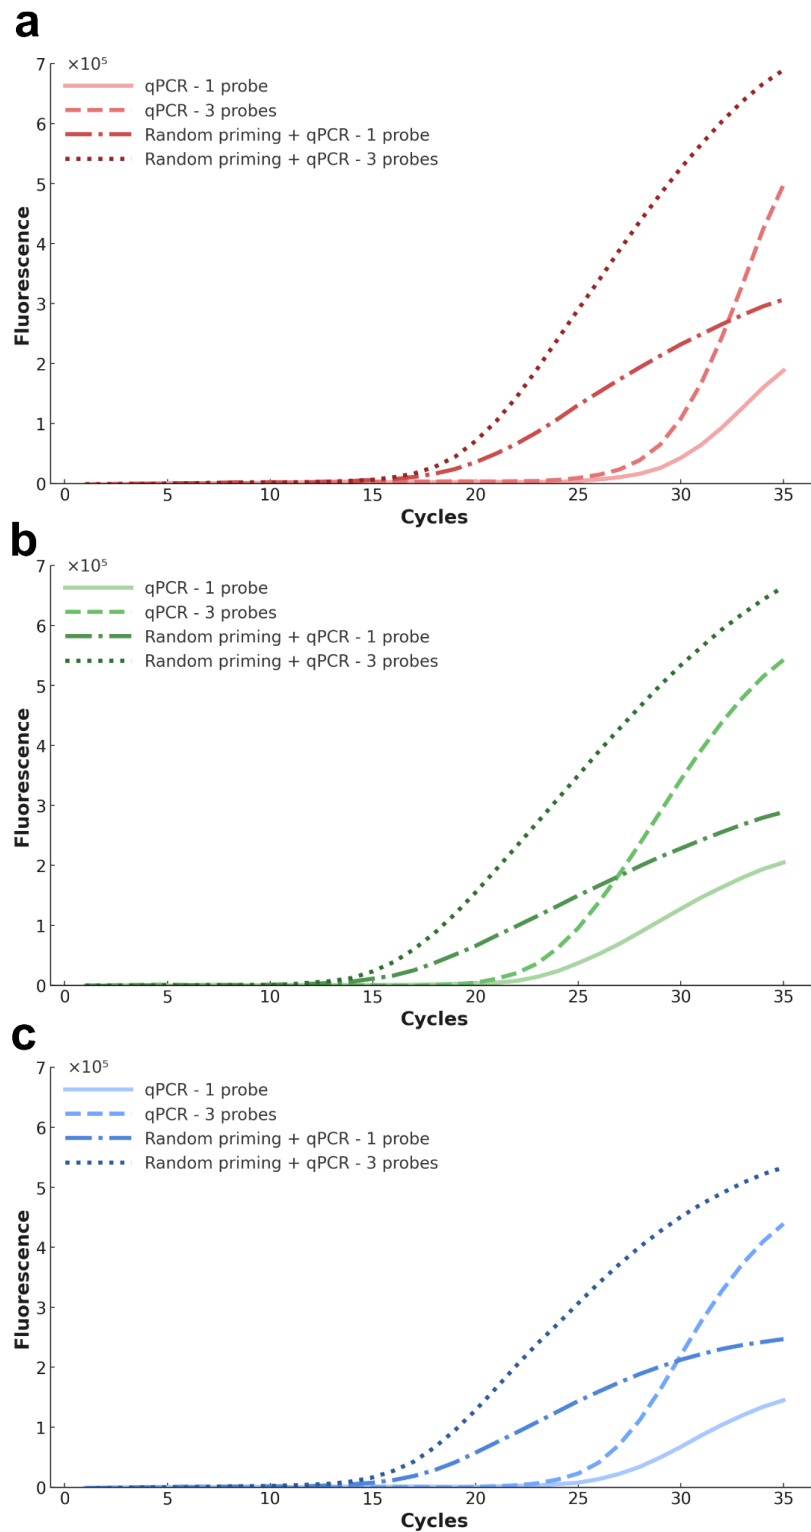 a
×10⁵
7
6
5
4
3
2
1
0
Fluorescence
qPCR - 1 probe
qPCR - 3 probes
Random priming + qPCR - 1 probe
Random priming + qPCR - 3 probes
0 5 10 15 20 25 30 35
Cycles
b
×10⁵
7
6
5
4
3
2
1
0
Fluorescence
qPCR - 1 probe
qPCR - 3 probes
Random priming + qPCR - 1 probe
Random priming + qPCR - 3 probes
0 5 10 15 20 25 30 35
Cycles
c
×10⁵
7
6
5
4
3
2
1
0
Fluorescence
qPCR - 1 probe
qPCR - 3 probes
Random priming + qPCR - 1 probe
Random priming + qPCR - 3 probes
0 5 10 15 20 25 30 35
Cycles